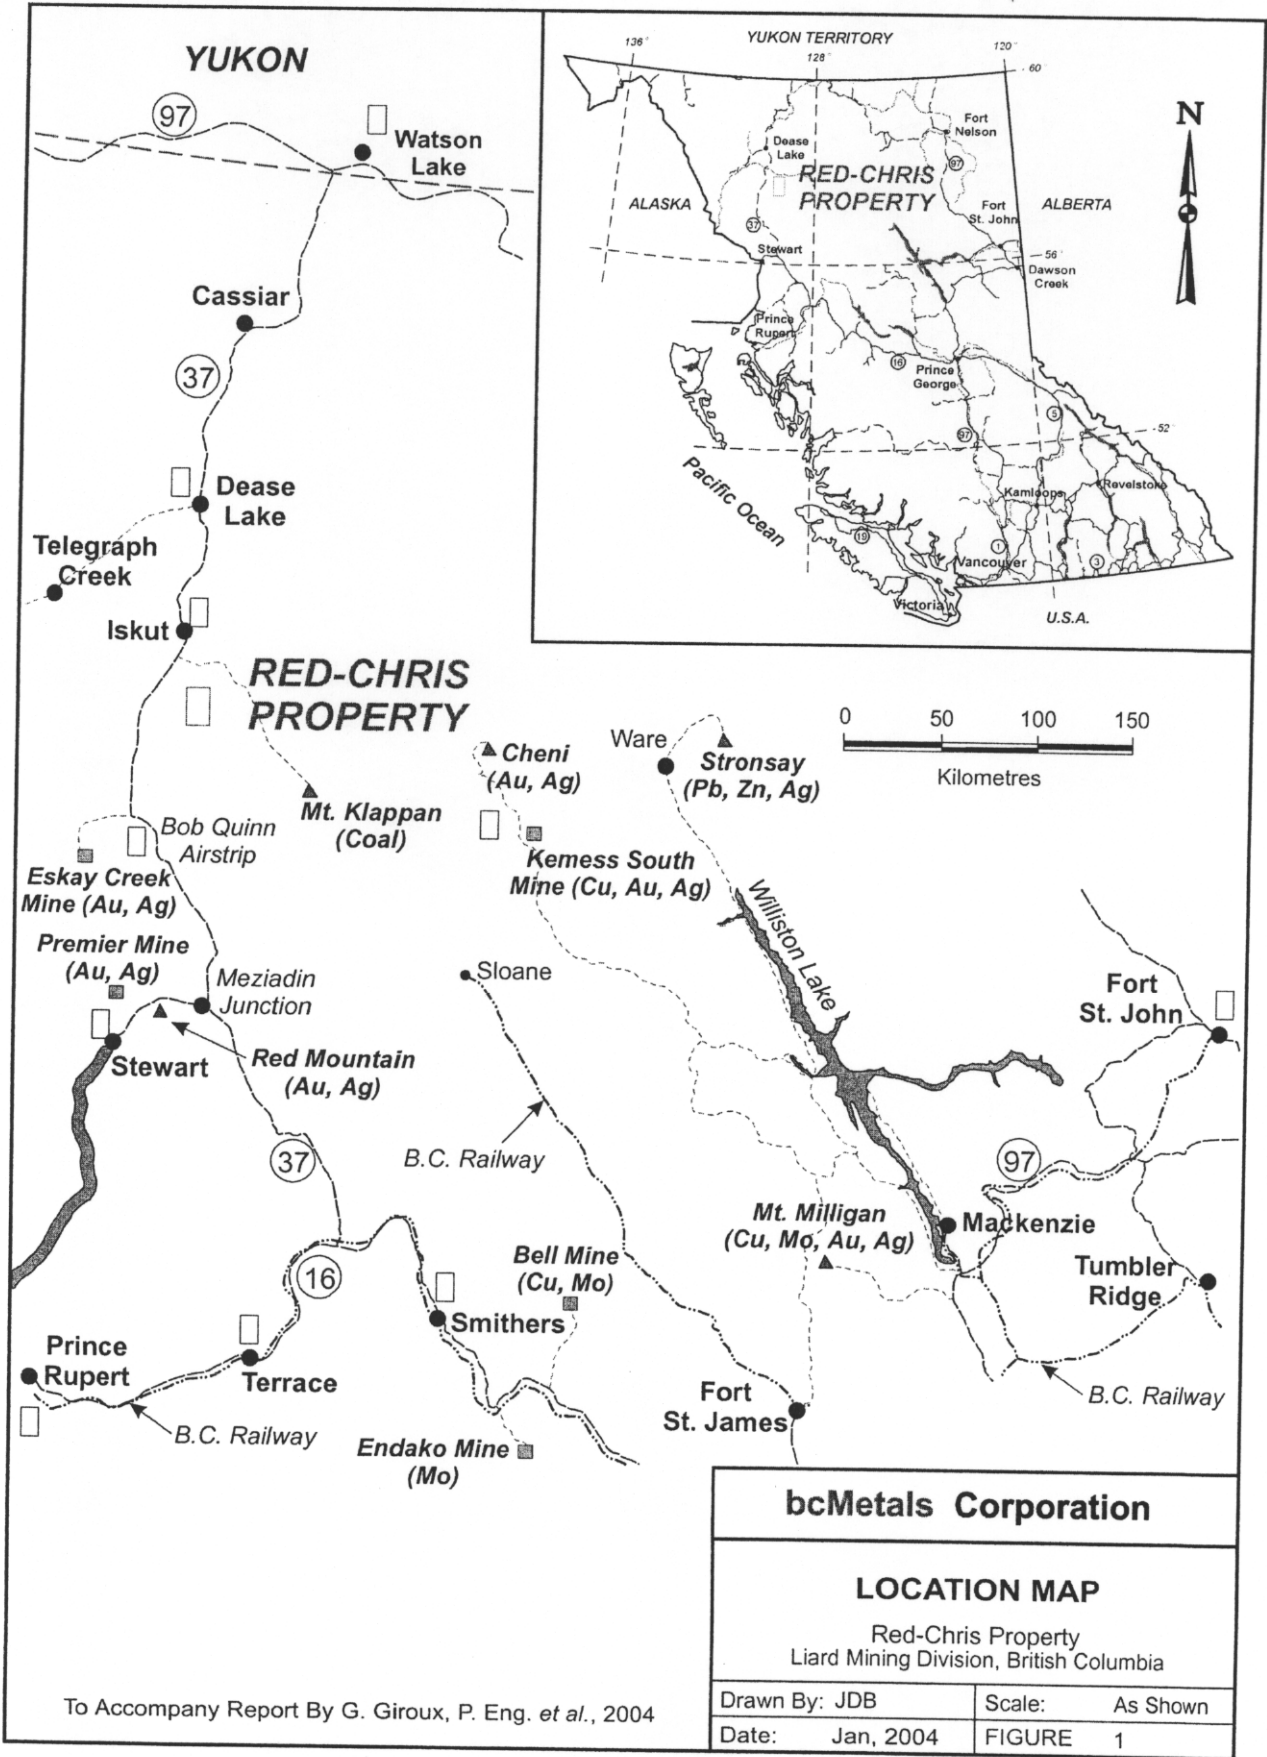 YUKON
97
Watson
Lake
Cassiar
37
Dease
Lake
Telegraph
Creek
Iskut
RED-CHRIS
PROPERTY
Mt. Klappan
(Coal)
Bob Quinn
Airstrip
Eskay Creek
Mine (Au, Ag)
Premier Mine
(Au, Ag)
Meziadin
Junction
Stewart
Red Mountain
(Au, Ag)
37
16
Prince
Rupert
Terrace
B.C. Railway
Smithers
Bell Mine
(Cu, Mo)
Endako Mine
(Mo)
Cheni
(Au, Ag)
Kemess South
Mine (Cu, Au, Ag)
Sloane
B.C. Railway
Ware
Stronsay
(Pb, Zn, Ag)
Williston Lake
Mt. Milligan
(Cu, Mo, Au, Ag)
Fort
St. James
Mackenzie
97
Fort
St. John
Tumbler
Ridge
B.C. Railway
0 50 100 150
Kilometres
136°
YUKON TERRITORY
128°
120°
60°
N
Fort
Nelson
Dease
Lake
97
RED-CHRIS
PROPERTY
ALASKA
ALBERTA
Fort
St. John
37
Stewart
56°
Dawson
Creek
Prince
Rupert
16
Prince
George
5
97
52°
Pacific Ocean
Kamloops
Revelstoke
19
1
Vancouver
3
Victoria
U.S.A.
bcMetals Corporation
LOCATION MAP
Red-Chris Property
Liard Mining Division, British Columbia
Drawn By: JDB
Scale: As Shown
Date: Jan, 2004
FIGURE 1
To Accompany Report By G. Giroux, P. Eng. et al., 2004